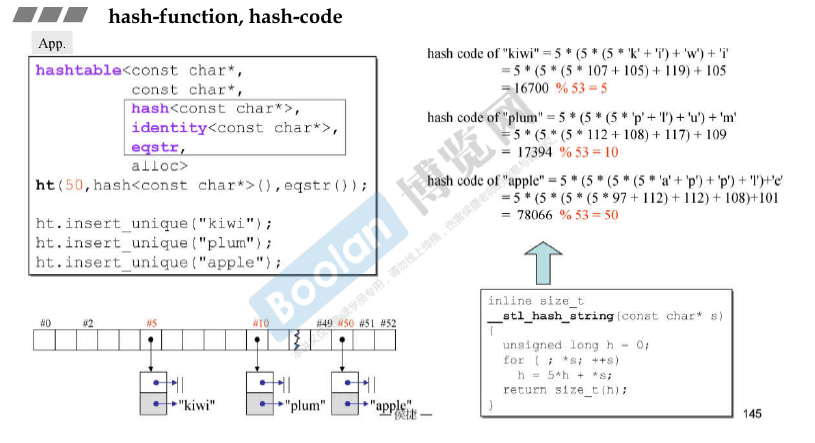 hash-function, hash-code
App.
hashtable<const char*,
const char*,
hash<const char*>,
identity<const char*>,
eqstr,
alloc>
ht(50,hash<const char*>(),eqstr());
ht.insert_unique("kiwi");
ht.insert_unique("plum");
ht.insert_unique("apple");
hash code of "kiwi" = 5 * (5 * (5 * 'k' + 'i') + 'w') + 'i'
= 5 * (5 * (5 * 107 + 105) + 119) + 105
= 16700 % 53 = 5
hash code of "plum" = 5 * (5 * (5 * 'p' + 'l') + 'u') + 'm'
= 5 * (5 * (5 * 112 + 108) + 117) + 109
= 17394 % 53 = 10
hash code of "apple" = 5 * (5 * (5 * (5 * 'a' + 'p') + 'p') + 'l')+'e'
= 5 * (5 * (5 * (5 * 97 + 112) + 112) + 108)+101
= 78066 % 53 = 50
#0 #2 #5 #10 #49 #50 #51 #52
"kiwi" "plum" "apple"
inline size_t
__stl_hash_string(const char* s)
{
unsigned long h = 0;
for ( ; *s; ++s)
h = 5*h + *s;
return size_t(h);
}
— 侯捷 —
145
Boolan 博览网